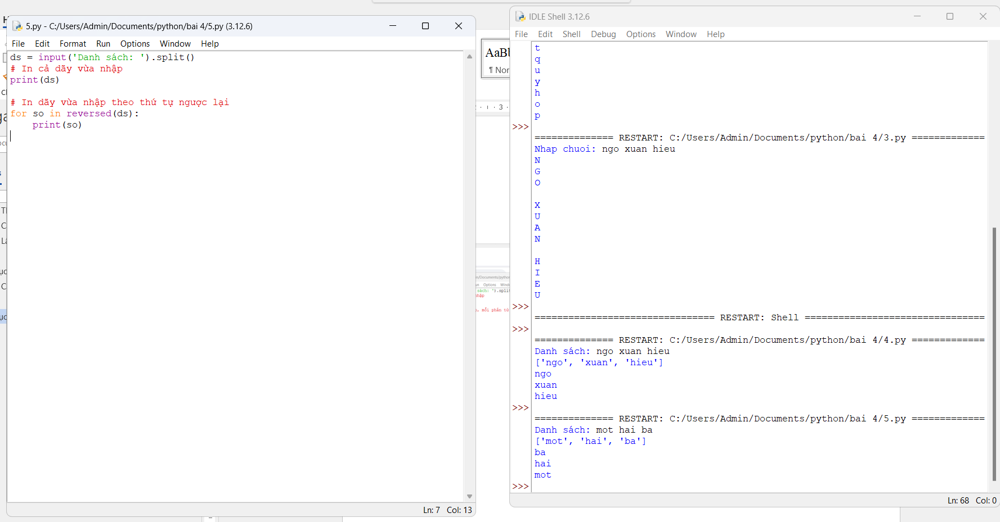 5.py - C:/Users/Admin/Documents/python/bai 4/5.py (3.12.6)
File Edit Format Run Options Window Help
ds = input('Danh sách: ').split()
# In cả dãy vừa nhập
print(ds)
# In dãy vừa nhập theo thứ tự ngược lại
for so in reversed(ds):
print(so)
Ln: 7 Col: 13
¶ Nor
IDLE Shell 3.12.6
File Edit Shell Debug Options Window Help
t
q
u
y
h
o
p
>>>
============== RESTART: C:/Users/Admin/Documents/python/bai 4/3.py =============
Nhap chuoi: ngo xuan hieu
N
G
O
X
U
A
N
H
I
E
U
>>>
================================ RESTART: Shell ================================
>>>
============== RESTART: C:/Users/Admin/Documents/python/bai 4/4.py =============
Danh sách: ngo xuan hieu
['ngo', 'xuan', 'hieu']
ngo
xuan
hieu
>>>
============== RESTART: C:/Users/Admin/Documents/python/bai 4/5.py =============
Danh sách: mot hai ba
['mot', 'hai', 'ba']
ba
hai
mot
>>>
Ln: 68 Col: 0